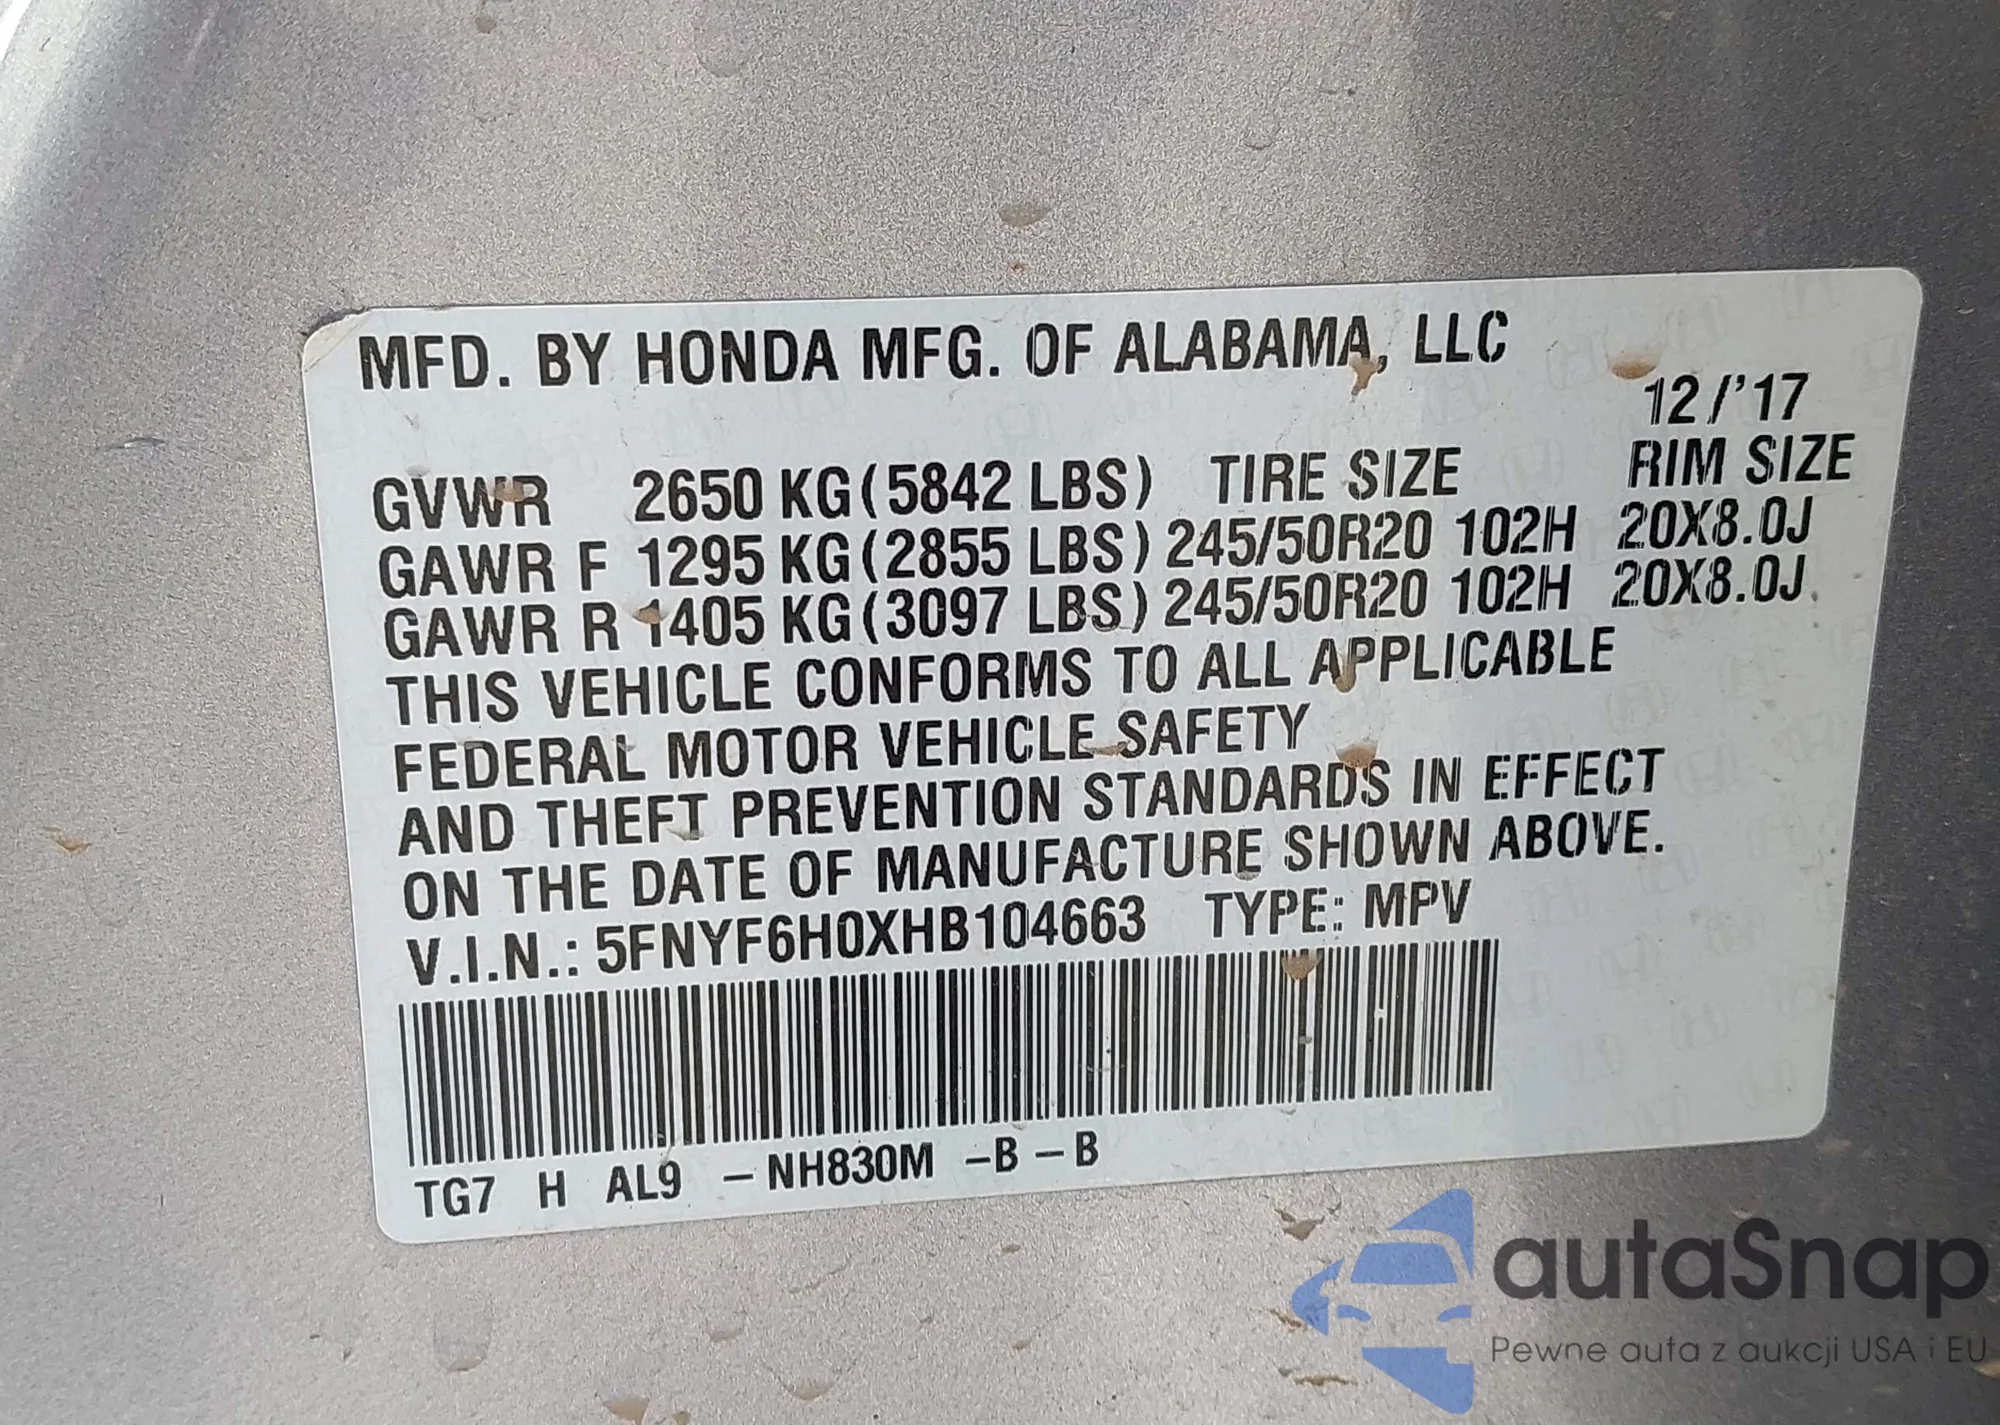 MFD. BY HONDA MFG. OF ALABAMA, LLC
12/'17
GVWR 2650 KG (5842 LBS) TIRE SIZE RIM SIZE
GAWR F 1295 KG (2855 LBS) 245/50R20 102H 20X8.0J
GAWR R 1405 KG (3097 LBS) 245/50R20 102H 20X8.0J
THIS VEHICLE CONFORMS TO ALL APPLICABLE
FEDERAL MOTOR VEHICLE SAFETY
AND THEFT PREVENTION STANDARDS IN EFFECT
ON THE DATE OF MANUFACTURE SHOWN ABOVE.
V.I.N.: 5FNYF6H0XHB104663 TYPE: MPV
TG7 H AL9 – NH830M –B – B
autaSnap
Pewne auta z aukcji USA i EU